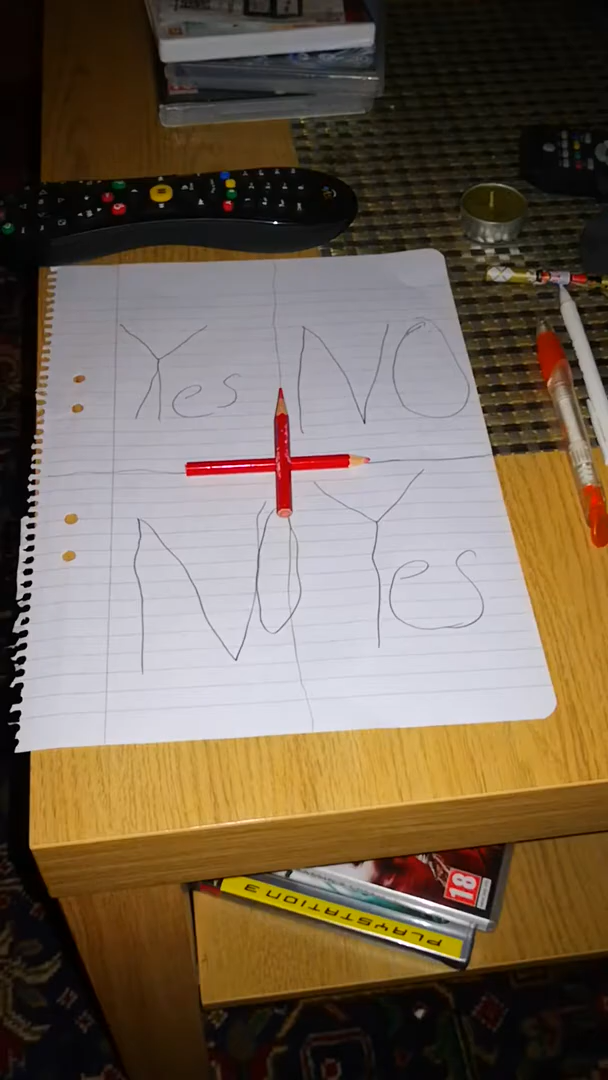 Yes NO
NO Yes
18
PLAYSTATION 3